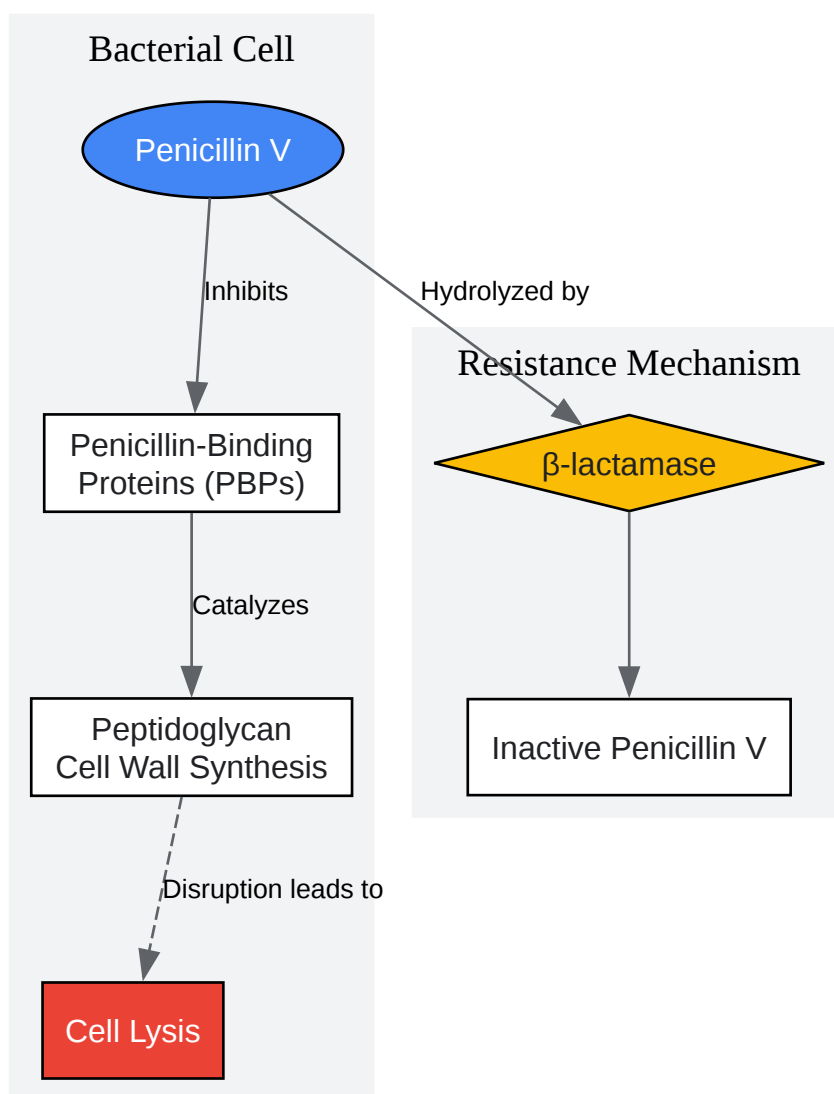 Bacterial Cell
Penicillin V
Inhibits
Hydrolyzed by
Resistance Mechanism
Penicillin-Binding
Proteins (PBPs)
β-lactamase
Catalyzes
Peptidoglycan
Cell Wall Synthesis
Inactive Penicillin V
Disruption leads to
Cell Lysis